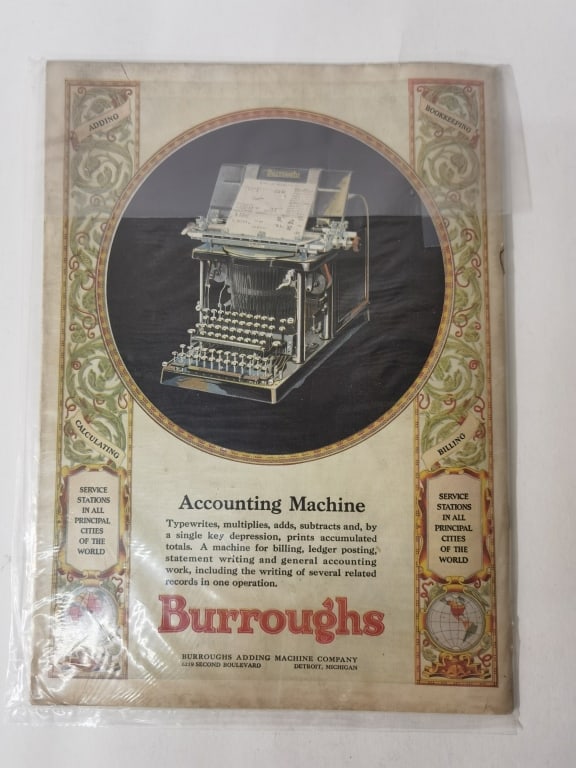 ADDING
BOOKKEEPING
Burroughs
CALCULATING
BILLING
SERVICE
STATIONS
IN ALL
PRINCIPAL
CITIES
OF THE
WORLD
SERVICE
STATIONS
IN ALL
PRINCIPAL
CITIES
OF THE
WORLD
Accounting Machine
Typewrites, multiplies, adds, subtracts and, by
a single key depression, prints accumulated
totals. A machine for billing, ledger posting,
statement writing and general accounting
work, including the writing of several related
records in one operation.
Burroughs
BURROUGHS ADDING MACHINE COMPANY
SECOND BOULEVARD DETROIT, MICHIGAN